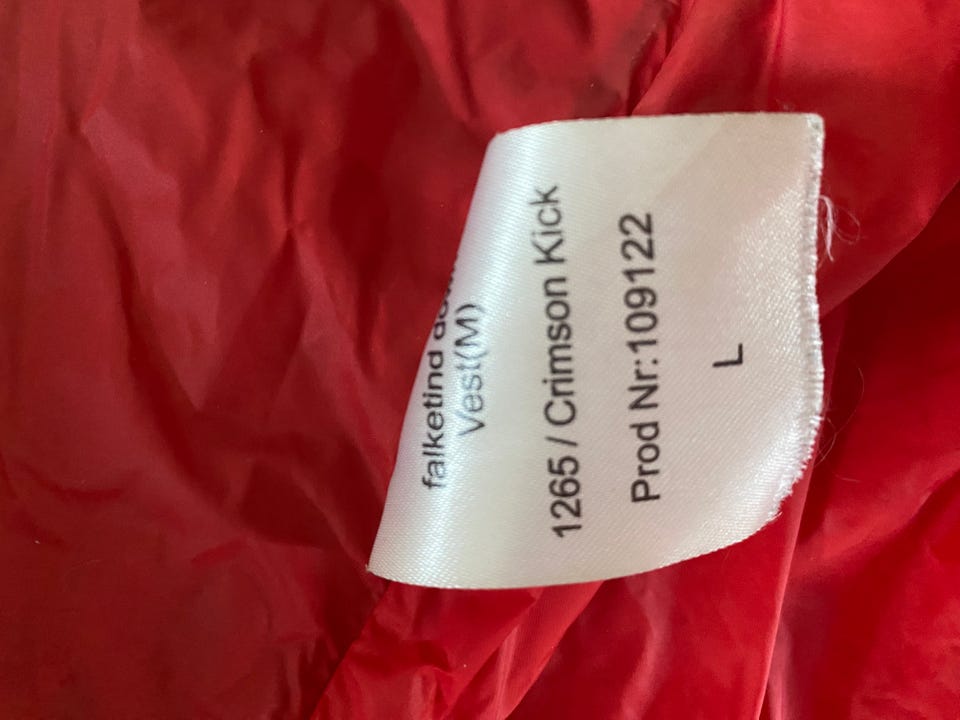 falketind
Vest(M)
1265 / Crimson Kick
Prod Nr:109122
L